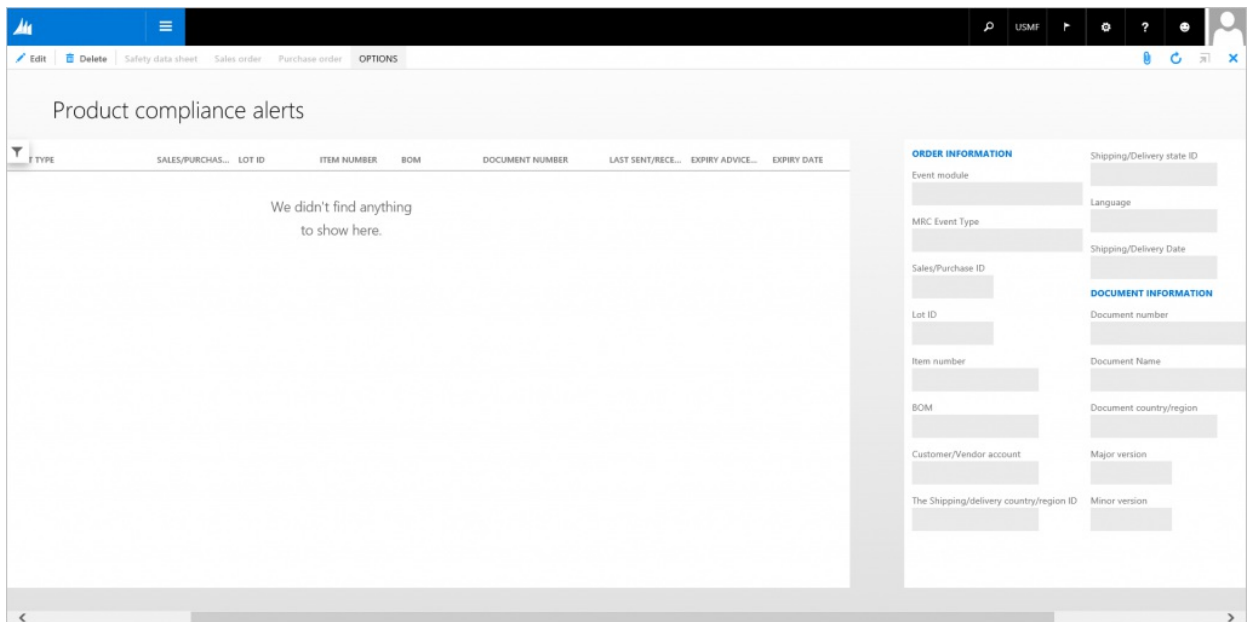 USMF
?
Edit Delete Safety data sheet Sales order Purchase order OPTIONS
Product compliance alerts
T TYPE SALES/PURCHAS... LOT ID ITEM NUMBER BOM DOCUMENT NUMBER LAST SENT/RECE... EXPIRY ADVICE... EXPIRY DATE
We didn't find anything
to show here.
ORDER INFORMATION
Event module
MRC Event Type
Sales/Purchase ID
Lot ID
Item number
BOM
Customer/Vendor account
The Shipping/delivery country/region ID
Shipping/Delivery state ID
Language
Shipping/Delivery Date
DOCUMENT INFORMATION
Document number
Document Name
Document country/region
Major version
Minor version